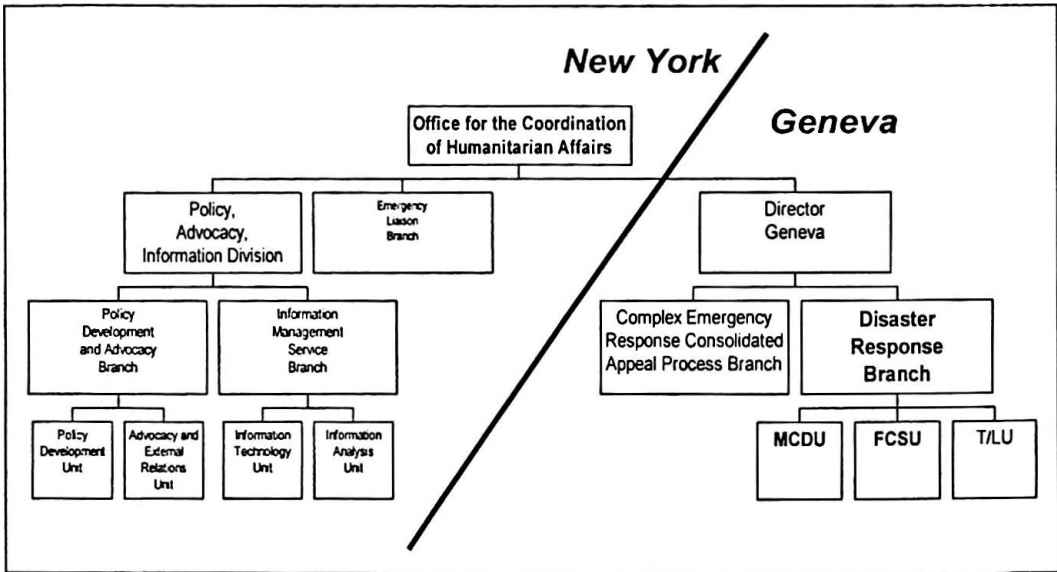 New York
Geneva
Office for the Coordination
of Humanitarian Affairs
Policy,
Advocacy,
Information Division
Emergency
Liaison
Branch
Director
Geneva
Policy
Development
and Advocacy
Branch
Information
Management
Service
Branch
Complex Emergency
Response Consolidated
Appeal Process Branch
Disaster
Response
Branch
Policy
Development
Unit
Advocacy and
External
Relations
Unit
Information
Technology
Unit
Information
Analysis
Unit
MCDU
FCSU
T/LU